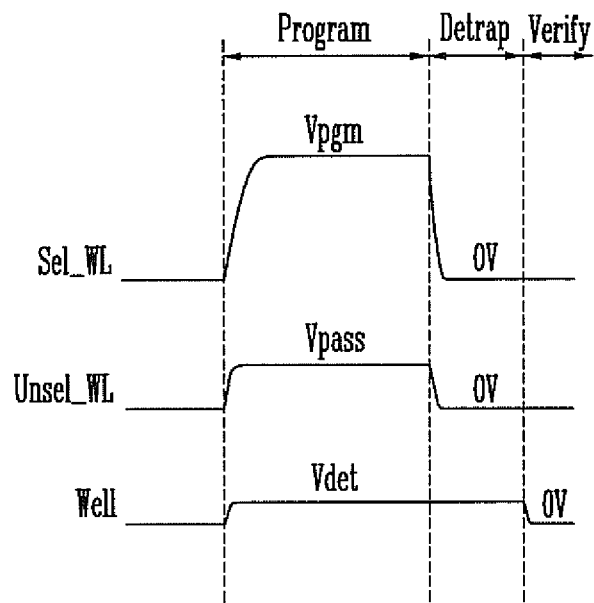 Program Detrap Verify
Vpgm
Sel_WL 0V
Vpass
Unsel_WL 0V
Vdet
Well 0V